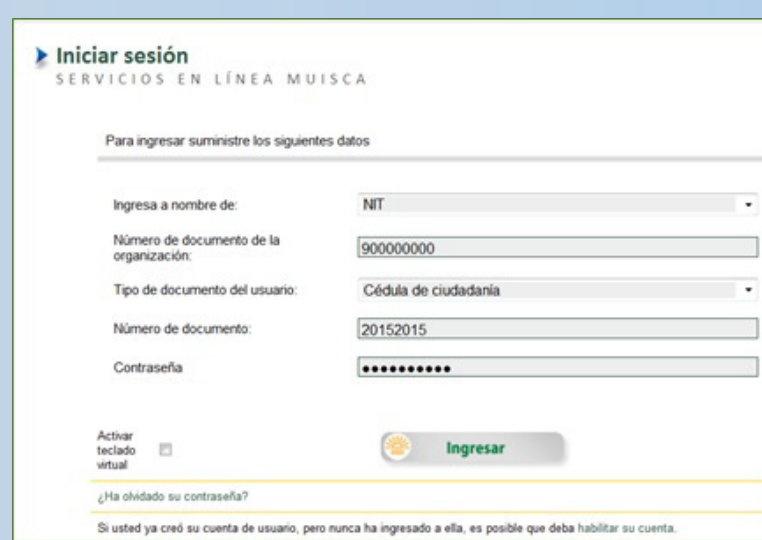 Iniciar sesión
SERVICIOS EN LÍNEA MUISCA
Para ingresar suministre los siguientes datos
Ingresa a nombre de: NIT
Número de documento de la
organización: 900000000
Tipo de documento del usuario: Cédula de ciudadanía
Número de documento: 20152015
Contraseña ••••••••••
Activar
teclado
virtual
Ingresar
¿Ha olvidado su contraseña?
Si usted ya creó su cuenta de usuario, pero nunca ha ingresado a ella, es posible que deba habilitar su cuenta.